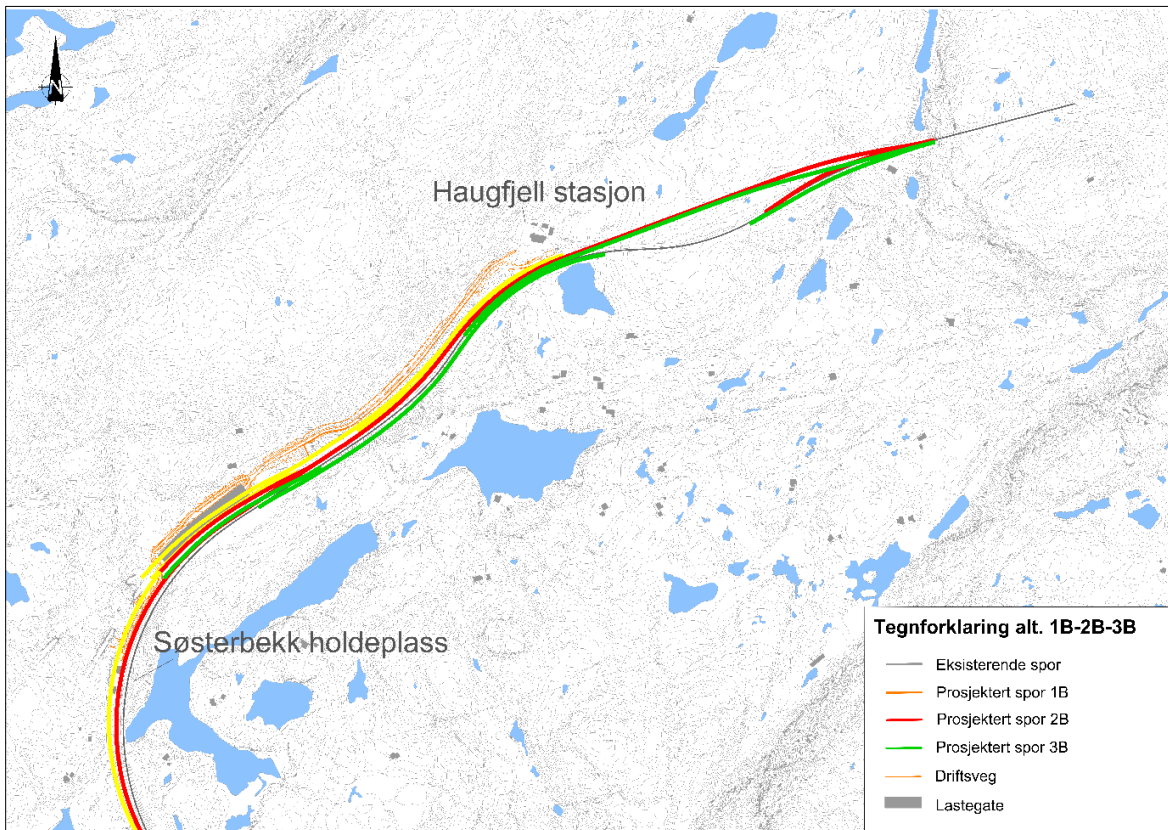 N
Haugfjell stasjon
Søsterbekk holdeplass
Tegnforklaring alt. 1B-2B-3B
Eksisterende spor
Prosjektert spor 1B
Prosjektert spor 2B
Prosjektert spor 3B
Driftsveg
Lastegate